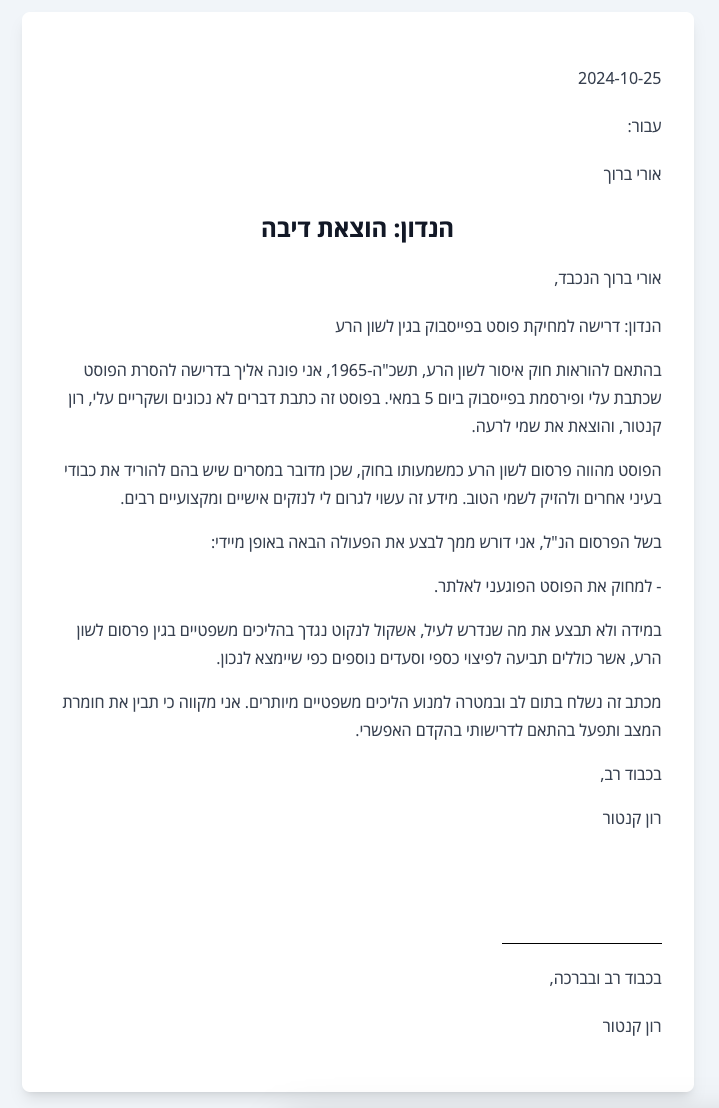 2024-10-25
עבור:
אורי ברוך
הנדון: הוצאת דיבה
אורי ברוך הנכבד,
הנדון: דרישה למחיקת פוסט בפייסבוק בגין לשון הרע
בהתאם להוראות חוק איסור לשון הרע, תשכ"ה-1965, אני פונה אליך בדרישה להסרת הפוסט
שכתבת עלי ופירסמת בפייסבוק ביום 5 במאי. בפוסט זה כתבת דברים לא נכונים ושקריים עלי, רון
קנטור, והוצאת את שמי לרעה.
הפוסט מהווה פרסום לשון הרע כמשמעותו בחוק, שכן מדובר במסרים שיש בהם להוריד את כבודי
בעיני אחרים ולהזיק לשמי הטוב. מידע זה עשוי לגרום לי לנזקים אישיים ומקצועיים רבים.
בשל הפרסום הנ"ל, אני דורש ממך לבצע את הפעולה הבאה באופן מיידי:
- למחוק את הפוסט הפוגעני לאלתר.
במידה ולא תבצע את מה שנדרש לעיל, אשקול לנקוט נגדך בהליכים משפטיים בגין פרסום לשון
הרע, אשר כוללים תביעה לפיצוי כספי וסעדים נוספים כפי שיימצא לנכון.
מכתב זה נשלח בתום לב ובמטרה למנוע הליכים משפטיים מיותרים. אני מקווה כי תבין את חומרת
המצב ותפעל בהתאם לדרישותי בהקדם האפשרי.
בכבוד רב,
רון קנטור
בכבוד רב ובברכה,
רון קנטור